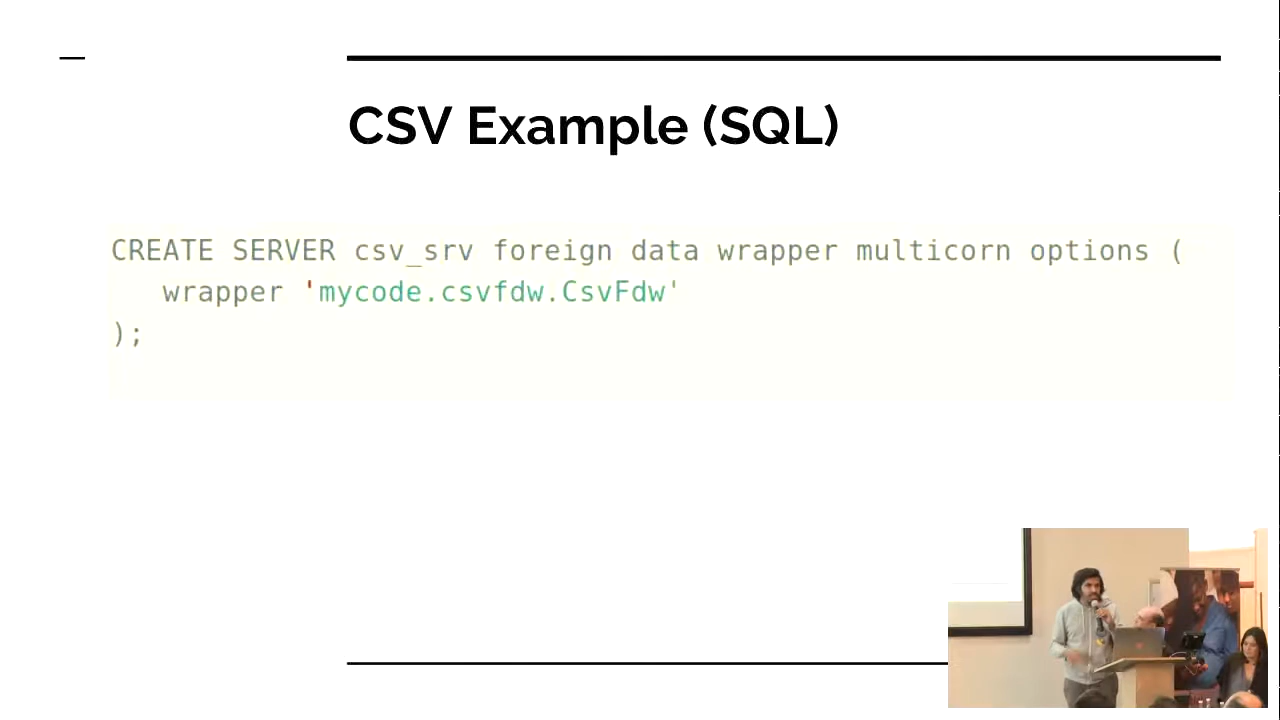 CSV Example (SQL)
CREATE SERVER csv_srv foreign data wrapper multicorn options (
wrapper 'mycode.csvfdw.CsvFdw'
);